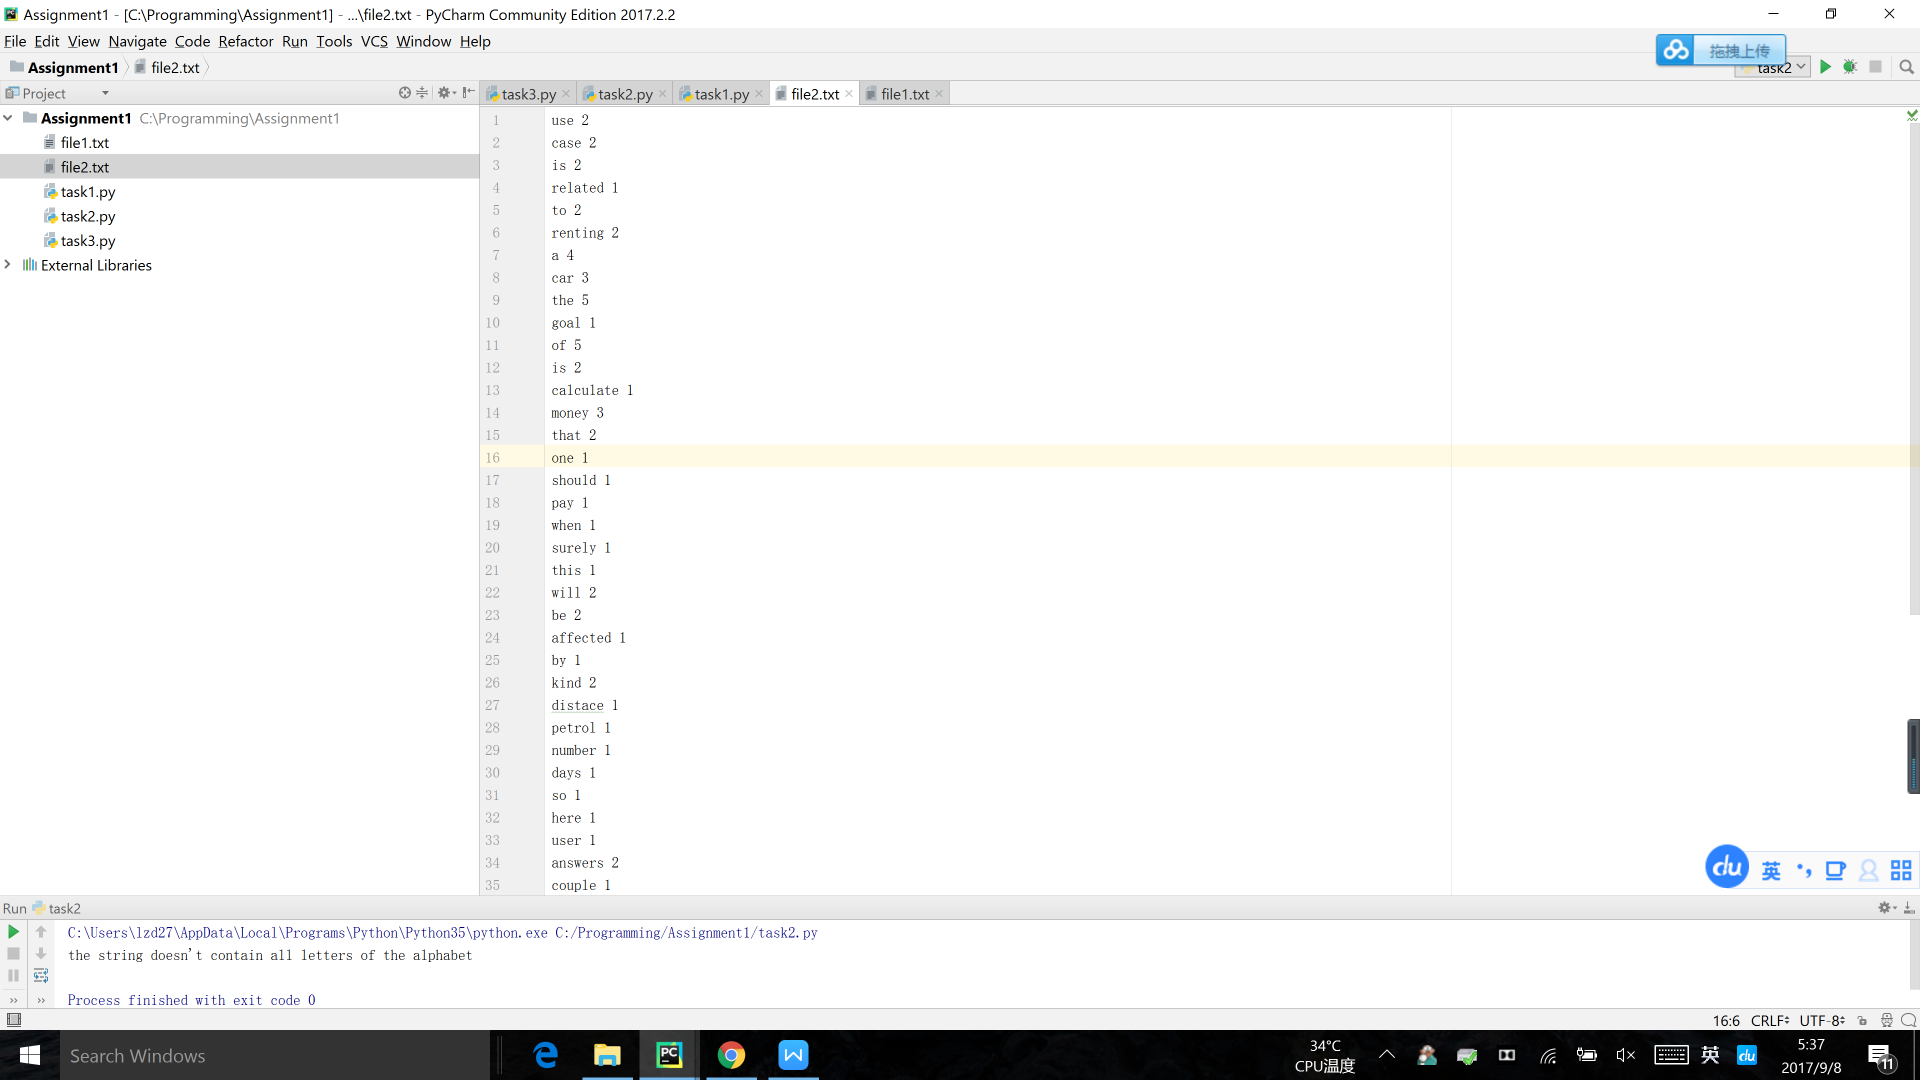 Assignment1 - [C:\Programming\Assignment1] - ...\file2.txt - PyCharm Community Edition 2017.2.2
File Edit View Navigate Code Refactor Run Tools VCS Window Help
拖拽上传
Assignment1 file2.txt
task2
Project
task3.py task2.py task1.py file2.txt file1.txt
Assignment1 C:\Programming\Assignment1
file1.txt
file2.txt
task1.py
task2.py
task3.py
External Libraries
1 use 2
2 case 2
3 is 2
4 related 1
5 to 2
6 renting 2
7 a 4
8 car 3
9 the 5
10 goal 1
11 of 5
12 is 2
13 calculate 1
14 money 3
15 that 2
16 one 1
17 should 1
18 pay 1
19 when 1
20 surely 1
21 this 1
22 will 2
23 be 2
24 affected 1
25 by 1
26 kind 2
27 distace 1
28 petrol 1
29 number 1
30 days 1
31 so 1
32 here 1
33 user 1
34 answers 2
35 couple 1
du 英
Run task2
C:\Users\lzd27\AppData\Local\Programs\Python\Python35\python.exe C:/Programming/Assignment1/task2.py
the string doesn't contain all letters of the alphabet
Process finished with exit code 0
16:6 CRLF UTF-8
Search Windows
PC
W
34°C
CPU温度
英
du
5:37
2017/9/8
11